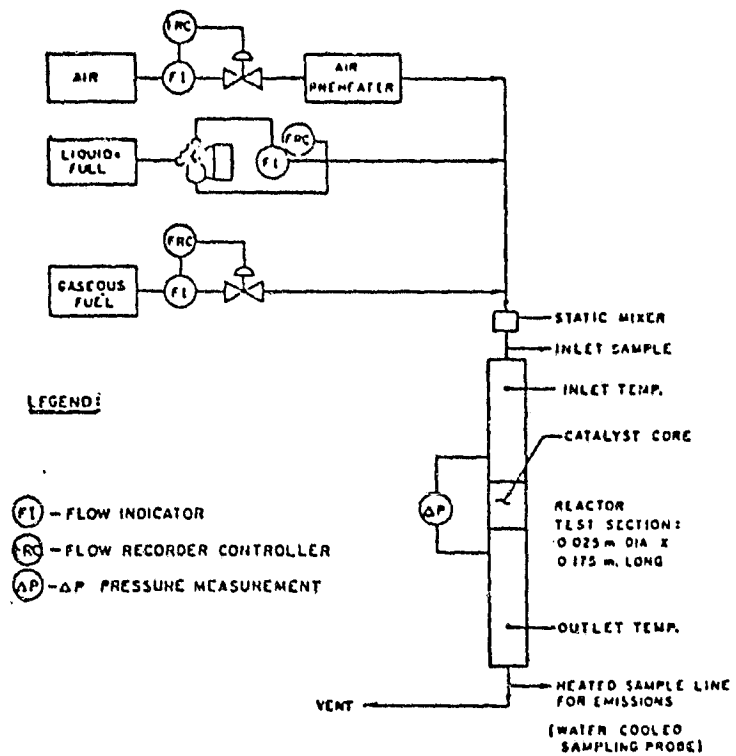 FRC
AIR
FI
AIR
PREHEATER
LIQUID
FULL
FRC
FI
FRC
GASEOUS
FUEL
FI
STATIC MIXER
INLET SAMPLE
INLET TEMP.
CATALYST CORE
ΔP
REACTOR
TEST SECTION:
0.025 m DIA X
0.175 m. LONG
OUTLET TEMP.
HEATED SAMPLE LINE
FOR EMISSIONS
VENT
(WATER COOLED
SAMPLING PROBE)
LEGEND:
FI - FLOW INDICATOR
FRC - FLOW RECORDER CONTROLLER
ΔP - ΔP PRESSURE MEASUREMENT